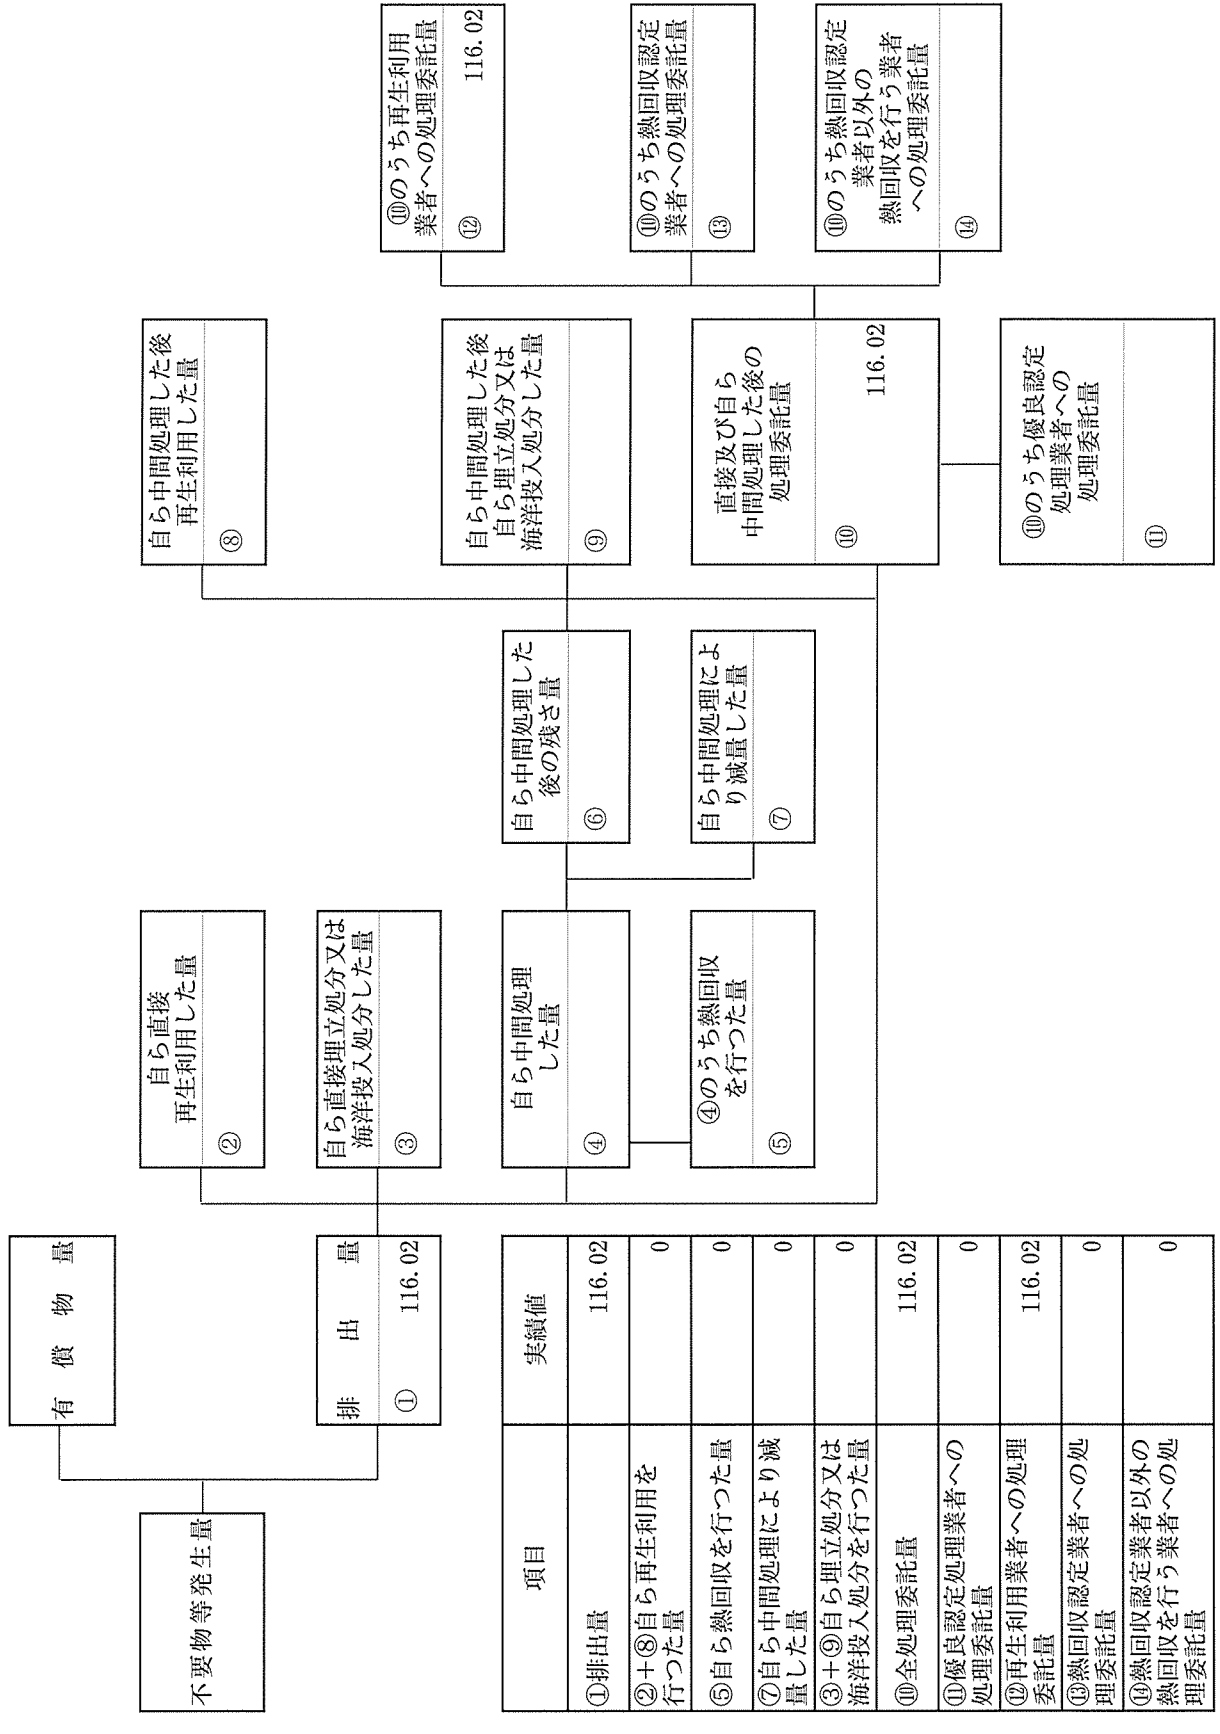 不要物等発生量
有償物量
排出量
① 116.02
自ら直接
再生利用した量
②
自ら直接埋立処分又は
海洋投入処分した量
③
自ら中間処理
した量
④
④のうち熱回収
を行つた量
⑤
自ら中間処理した
後の残さ量
⑥
自ら中間処理によ
り減量した量
⑦
自ら中間処理した後
再生利用した量
⑧
自ら中間処理した後
自ら埋立処分又は
海洋投入処分した量
⑨
直接及び自ら
中間処理した後の
処理委託量
⑩ 116.02
⑩のうち優良認定
処理業者への
処理委託量
⑪
⑩のうち再生利用
業者への処理委託量
⑫ 116.02
⑩のうち熱回収認定
業者への処理委託量
⑬
⑩のうち熱回収認定
業者以外の
熱回収を行う業者
への処理委託量
⑭
項目 実績値
①排出量 116.02
②+⑧自ら再生利用を
行つた量 0
⑤自ら熱回収を行つた量 0
⑦自ら中間処理により減
量した量 0
③+⑨自ら埋立処分又は
海洋投入処分を行つた量 0
⑩全処理委託量 116.02
⑪優良認定処理業者への
処理委託量 0
⑫再生利用業者への処理
委託量 116.02
⑬熱回収認定業者への処
理委託量 0
⑭熱回収認定業者以外の
熱回収を行う業者への処
理委託量 0